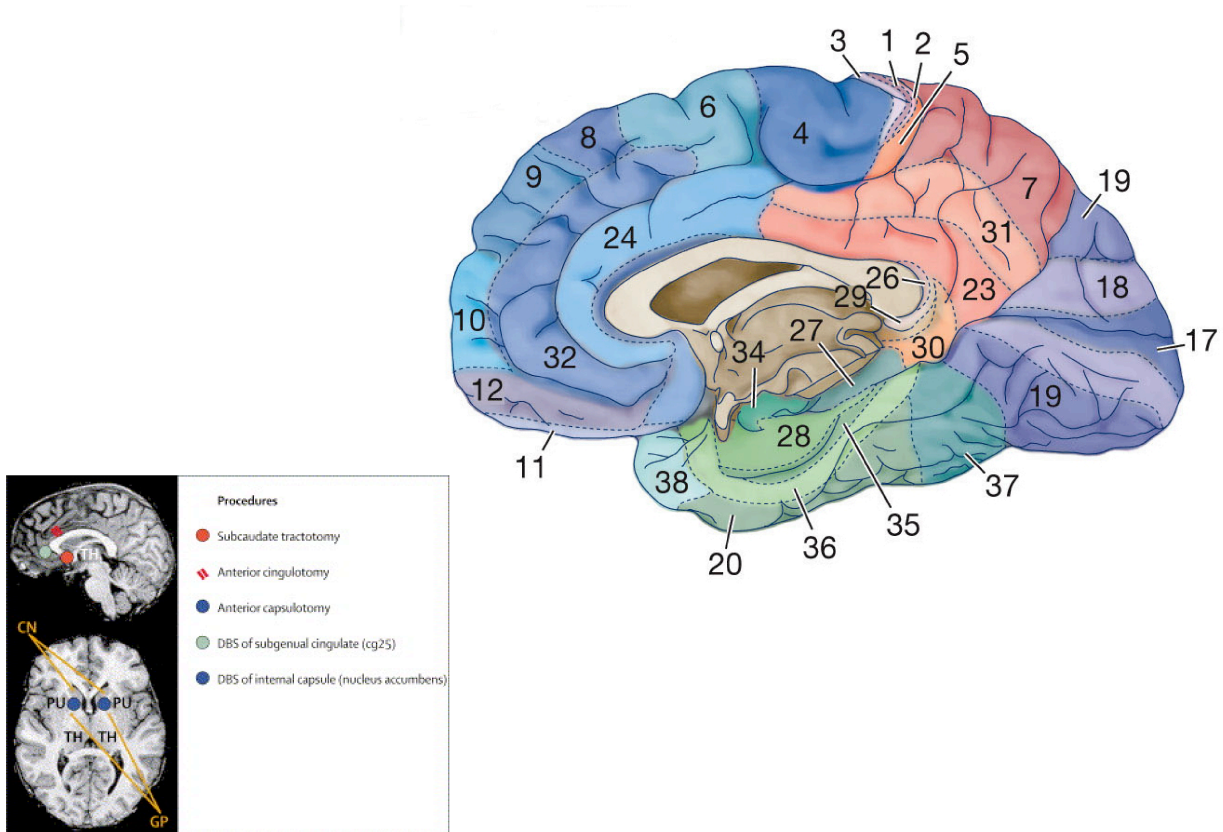 3 1 2 5
6
4
8
9
7
19
24
31
26
23
18
29
10
27
17
34
30
32
12
19
28
11
38
37
35
36
20
Procedures
Subcaudate tractotomy
TH
Anterior cingulotomy
Anterior capsulotomy
CN
DBS of subgenual cingulate (cg25)
DBS of internal capsule (nucleus accumbens)
PU PU
TH TH
GP